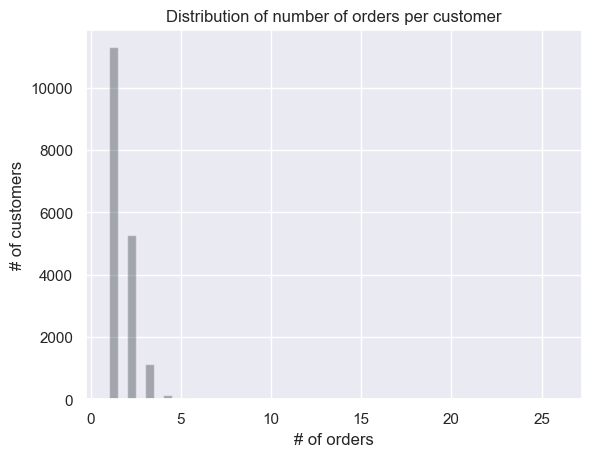 Distribution of number of orders per customer
10000
8000
6000
4000
2000
0
# of customers
0 5 10 15 20 25
# of orders